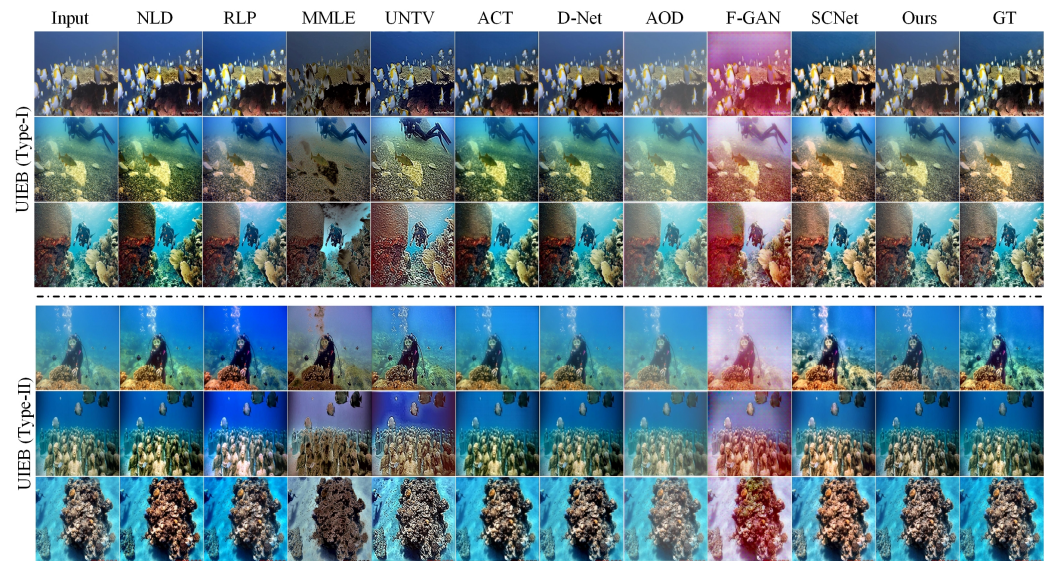 Input NLD RLP MMLE UNTV ACT D-Net AOD F-GAN SCNet Ours GT
UIEB (Type-I)
UIEB (Type-II)